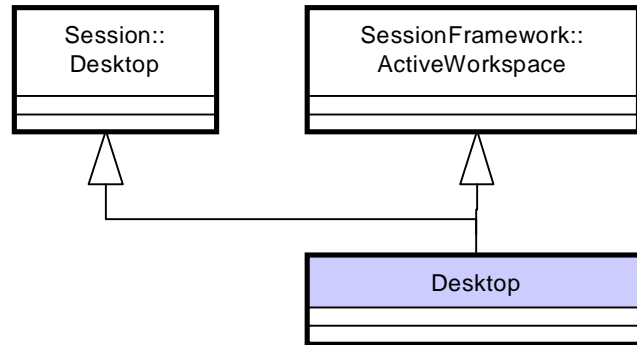 Session::
Desktop
SessionFramework::
ActiveWorkspace
Desktop